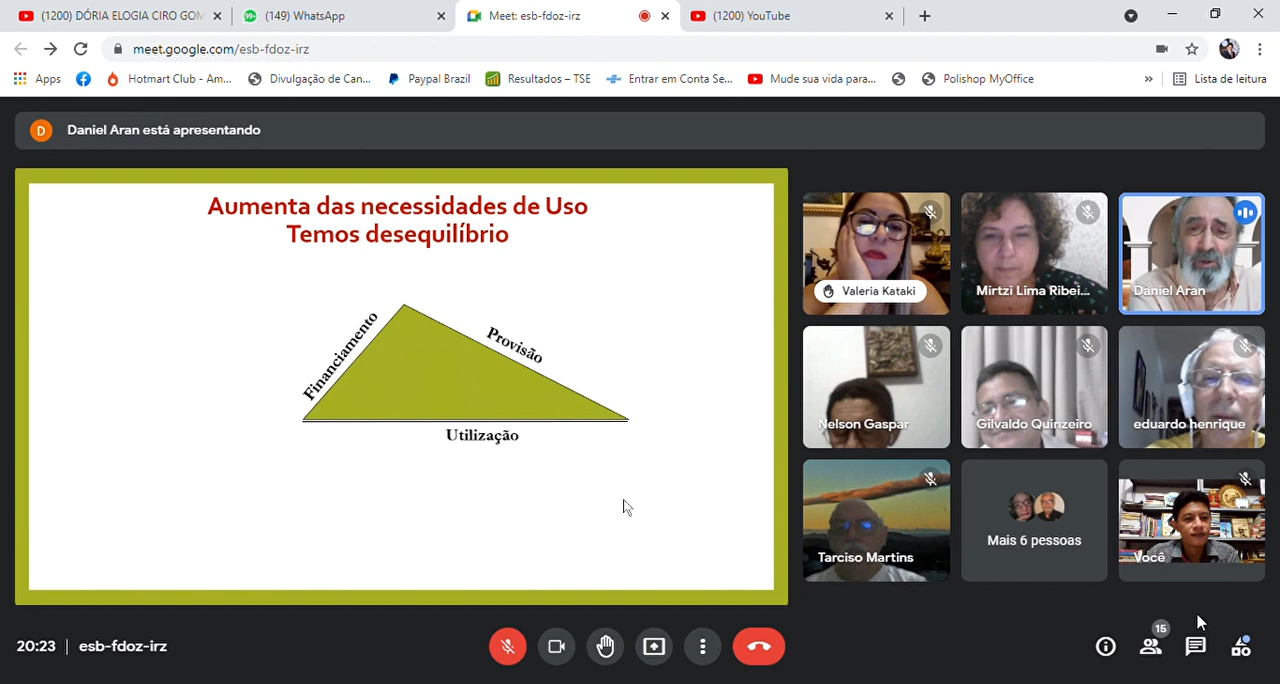 (1200) DÓRIA ELOGIA CIRO GOM
(149) WhatsApp
Meet: esb-fdoz-irz
(1200) YouTube
meet.google.com/esb-fdoz-irz
Apps
Hotmart Club - Am...
Divulgação de Can...
Paypal Brazil
Resultados – TSE
Entrar em Conta Se...
Mude sua vida para...
Polishop MyOffice
»
Lista de leitura
D
Daniel Aran está apresentando
Aumenta das necessidades de Uso
Temos desequilíbrio
Financiamento
Provisão
Utilização
Valeria Kataki
Mirtzi Lima Ribei...
Daniel Aran
Nelson Gaspar
Gilvaldo Quinzeiro
eduardo henrique
Tarciso Martins
Mais 6 pessoas
Você
20:23
esb-fdoz-irz
15